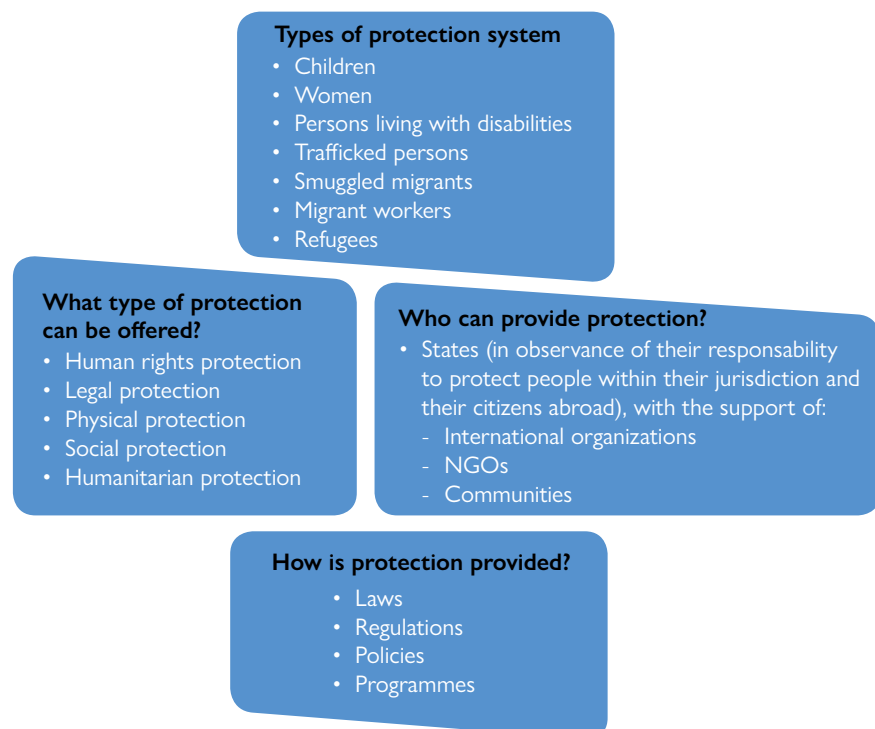 Types of protection system
• Children
• Women
• Persons living with disabilities
• Trafficked persons
• Smuggled migrants
• Migrant workers
• Refugees
What type of protection
can be offered?
• Human rights protection
• Legal protection
• Physical protection
• Social protection
• Humanitarian protection
Who can provide protection?
• States (in observance of their responsability
to protect people within their jurisdiction and
their citizens abroad), with the support of:
- International organizations
- NGOs
- Communities
How is protection provided?
• Laws
• Regulations
• Policies
• Programmes